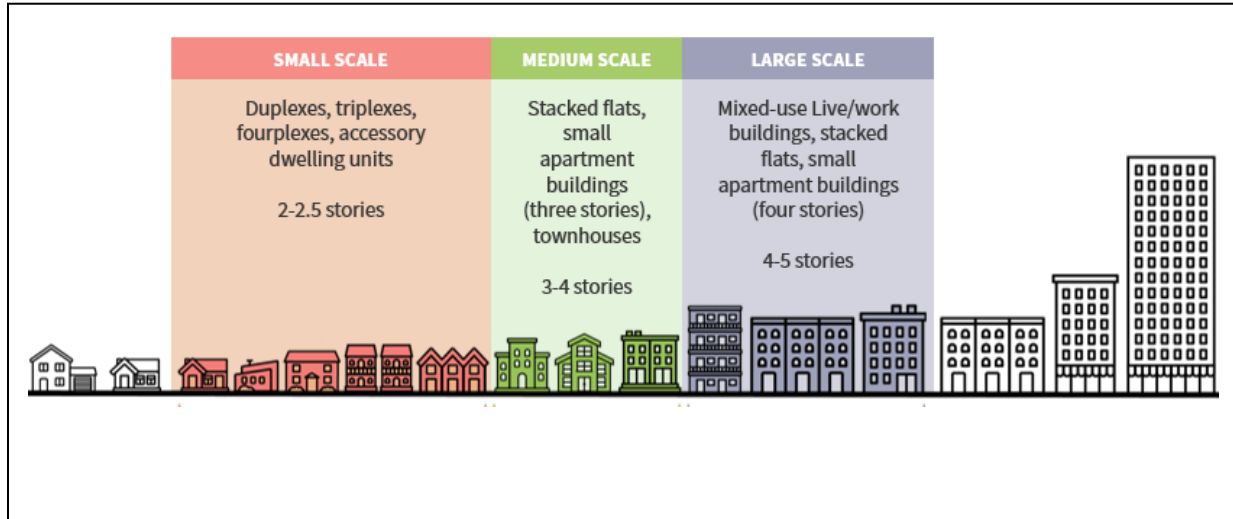 SMALL SCALE
Duplexes, triplexes,
fourplexes, accessory
dwelling units
2-2.5 stories
MEDIUM SCALE
Stacked flats,
small
apartment
buildings
(three stories),
townhouses
3-4 stories
LARGE SCALE
Mixed-use Live/work
buildings, stacked
flats, small
apartment buildings
(four stories)
4-5 stories